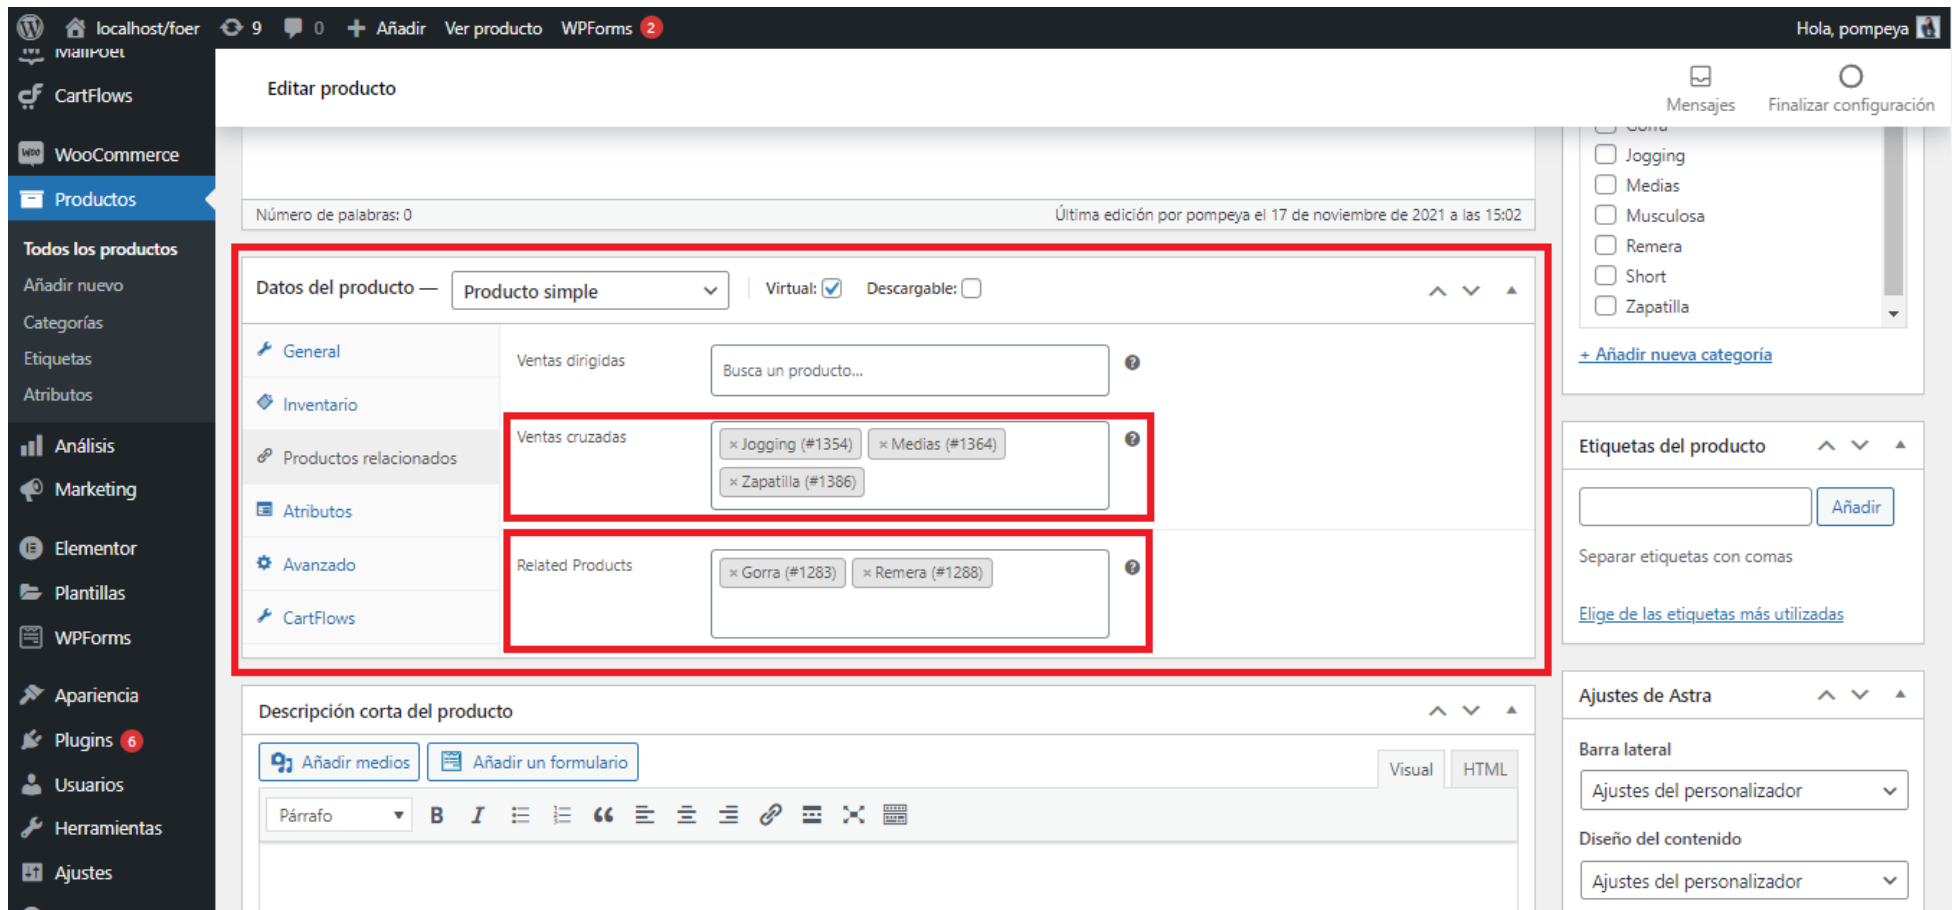 localhost/foer 9 0 Añadir Ver producto WPForms 2 Hola, pompeya
MailPoet
CartFlows
WooCommerce
Productos
Todos los productos
Añadir nuevo
Categorías
Etiquetas
Atributos
Análisis
Marketing
Elementor
Plantillas
WPForms
Apariencia
Plugins 6
Usuarios
Herramientas
Ajustes
Editar producto
Mensajes
Finalizar configuración
Número de palabras: 0
Última edición por pompeya el 17 de noviembre de 2021 a las 15:02
Datos del producto —
Producto simple
Virtual:
Descargable:
General
Inventario
Productos relacionados
Atributos
Avanzado
CartFlows
Ventas dirigidas
Busca un producto...
Ventas cruzadas
× Jogging (#1354) × Medias (#1364)
× Zapatilla (#1386)
Related Products
× Gorra (#1283) × Remera (#1288)
Descripción corta del producto
Añadir medios
Añadir un formulario
Visual
HTML
Párrafo
B I
Gorra
Jogging
Medias
Musculosa
Remera
Short
Zapatilla
+ Añadir nueva categoría
Etiquetas del producto
Añadir
Separar etiquetas con comas
Elige de las etiquetas más utilizadas
Ajustes de Astra
Barra lateral
Ajustes del personalizador
Diseño del contenido
Ajustes del personalizador